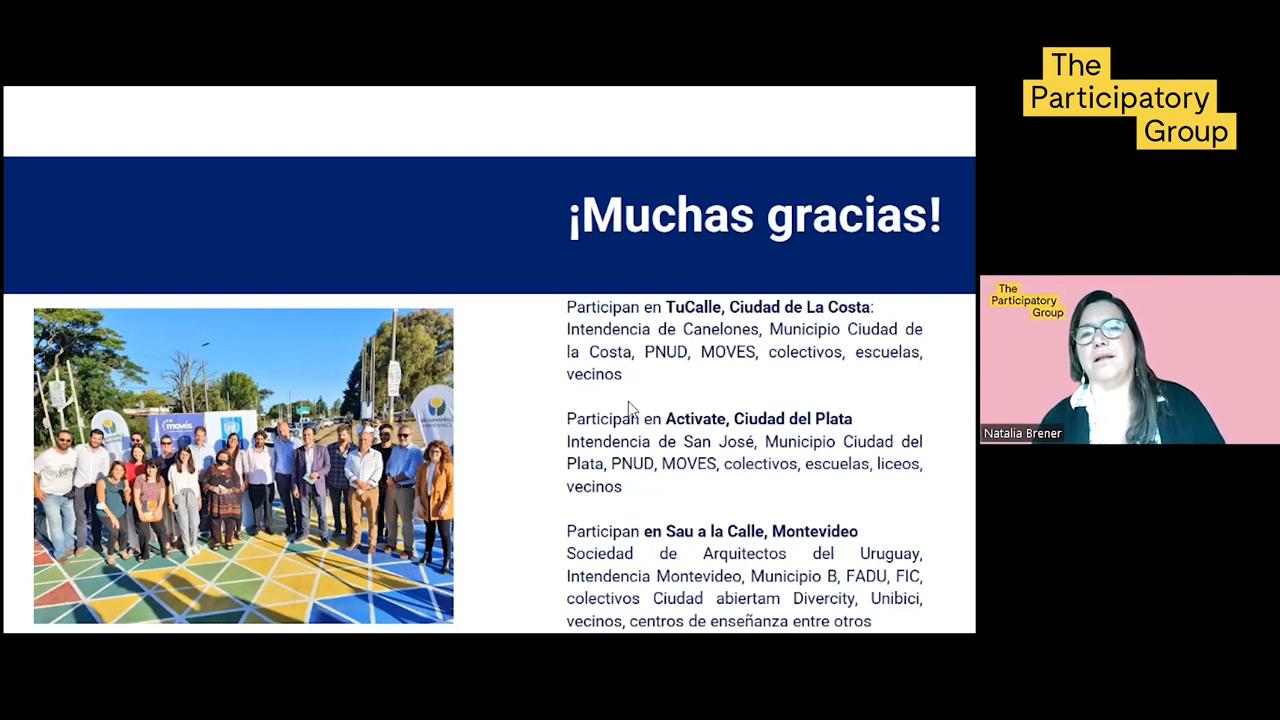 The
Participatory
Group
¡Muchas gracias!
Participan en TuCalle, Ciudad de La Costa:
Intendencia de Canelones, Municipio Ciudad de
la Costa, PNUD, MOVES, colectivos, escuelas,
vecinos
Participan en Activate, Ciudad del Plata
Intendencia de San José, Municipio Ciudad del
Plata, PNUD, MOVES, colectivos, escuelas, liceos,
vecinos
Participan en Sau a la Calle, Montevideo
Sociedad de Arquitectos del Uruguay,
Intendencia Montevideo, Municipio B, FADU, FIC,
colectivos Ciudad abiertam Divercity, Unibici,
vecinos, centros de enseñanza entre otros
movés
The
Participatory
Group
Natalia Brener